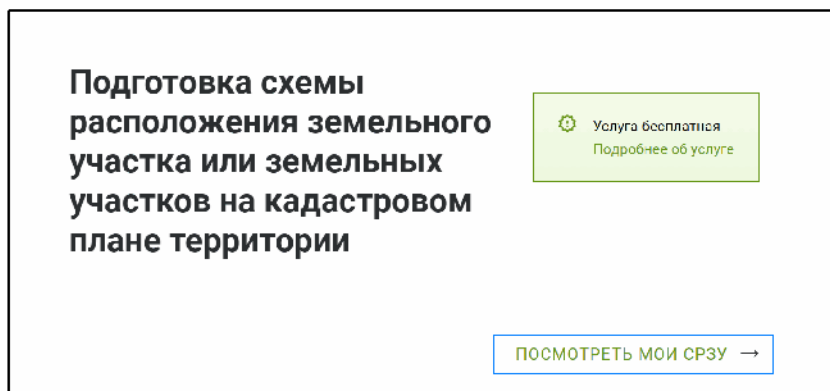 Подготовка схемы
расположения земельного
участка или земельных
участков на кадастровом
плане территории
Услуга бесплатная
Подробнее об услуге
ПОСМОТРЕТЬ МОИ СРЗУ →